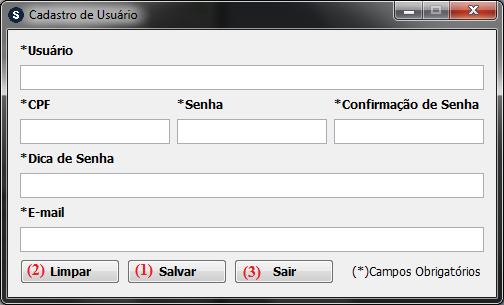 S Cadastro de Usuário
*Usuário
*CPF *Senha *Confirmação de Senha
*Dica de Senha
*E-mail
(2) Limpar (1) Salvar (3) Sair (*)Campos Obrigatórios